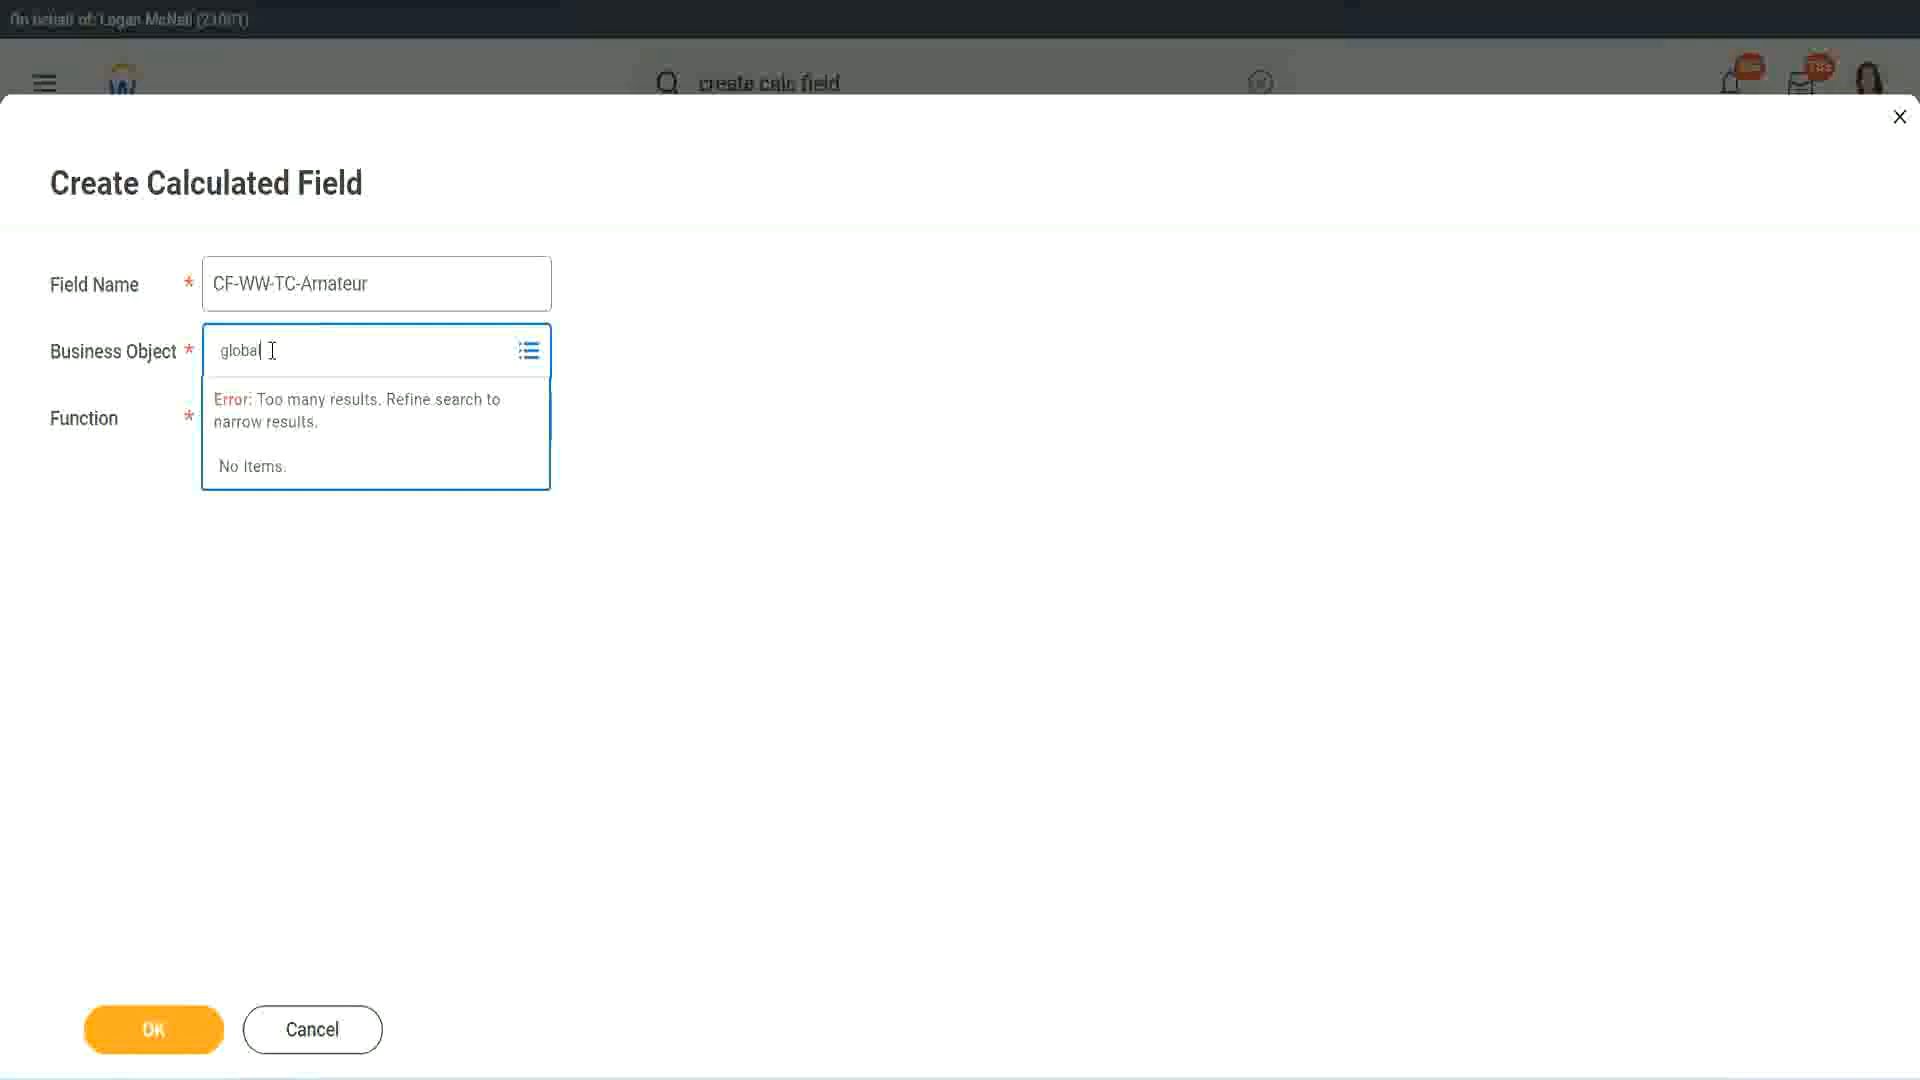 On behalf of: Logan McNeil (21001)
create calc field
Create Calculated Field
Field Name *
CF-WW-TC-Amateur
Business Object *
global
Error: Too many results. Refine search to
narrow results.
Function *
No Items.
OK
Cancel